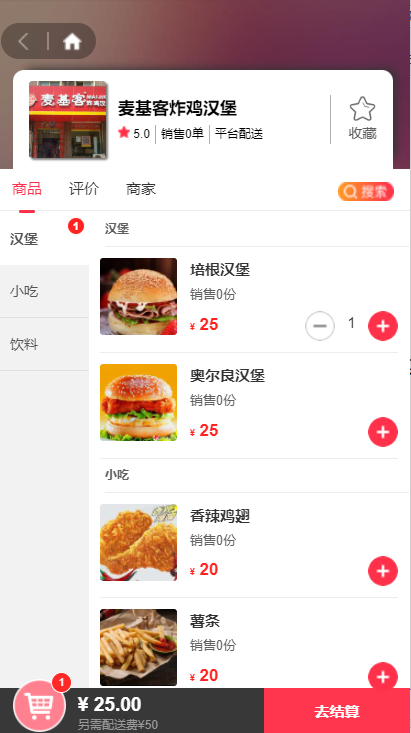 麦基客
麦基客炸鸡汉堡
5.0 销售0单 平台配送
收藏
商品 评价 商家 搜索
汉堡 1
小吃
饮料
汉堡
培根汉堡
销售0份
¥ 25
1
奥尔良汉堡
销售0份
¥ 25
小吃
香辣鸡翅
销售0份
¥ 20
薯条
销售0份
¥ 20
1
¥ 25.00
另需配送费¥50
去结算